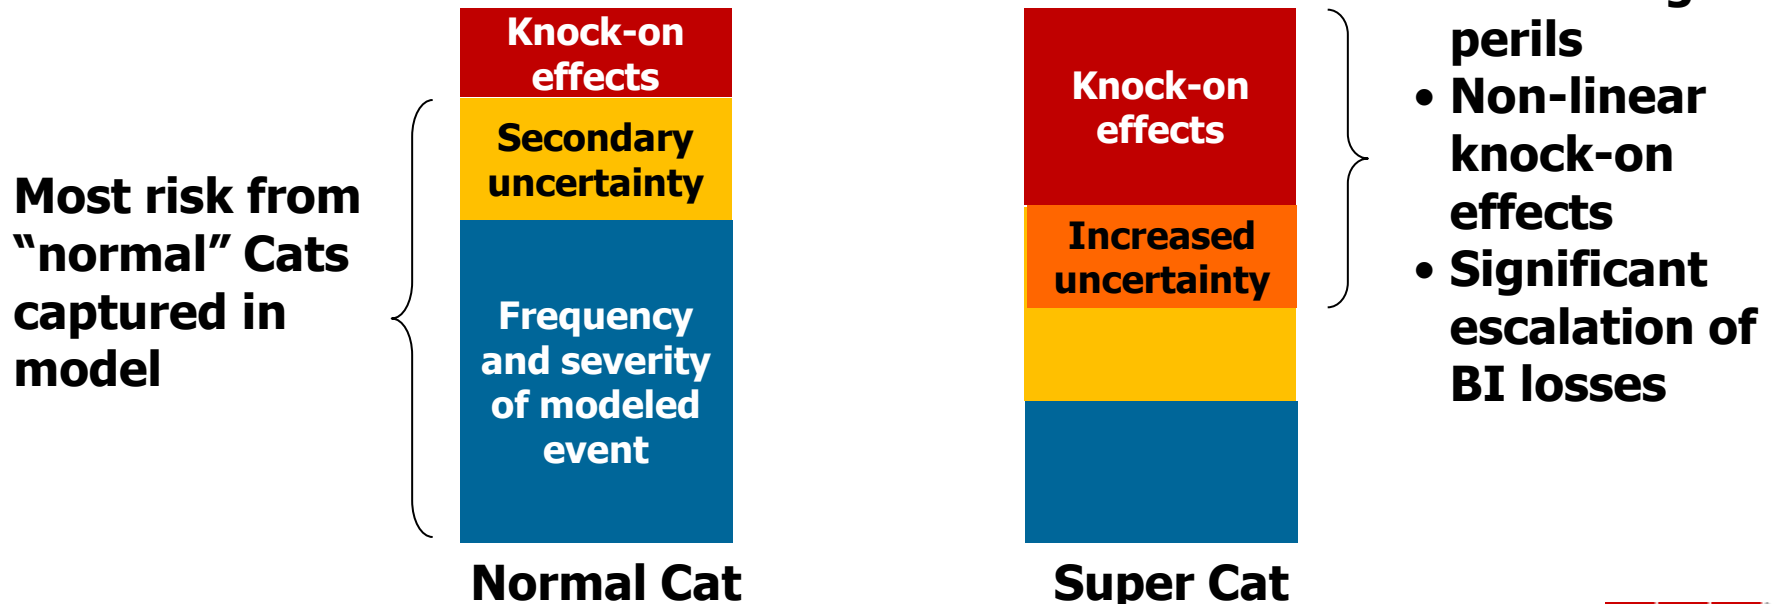 Most risk from
“normal” Cats
captured in
model
Knock-on
effects
Secondary
uncertainty
Frequency
and severity
of modeled
event
Normal Cat
Knock-on
effects
Increased
uncertainty
Super Cat
perils
• Non-linear
knock-on
effects
• Significant
escalation of
BI losses